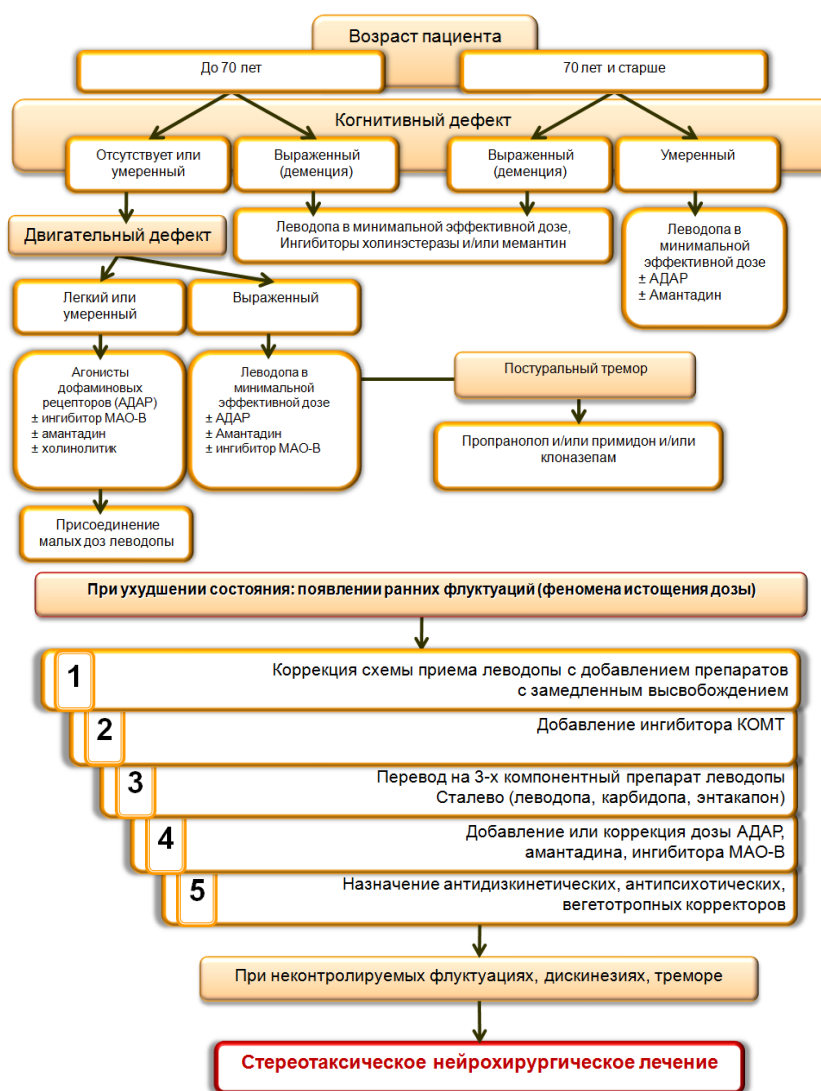 Возраст пациента
До 70 лет
70 лет и старше
Когнитивный дефект
Отсутствует или
умеренный
Выраженный
(деменция)
Выраженный
(деменция)
Умеренный
Леводопа в минимальной эффективной дозе,
Ингибиторы холинэстеразы и/или мемантин
Леводопа в
минимальной
эффективной дозе
± АДАР
± Амантадин
Двигательный дефект
Легкий или
умеренный
Выраженный
Агонисты
дофаминовых
рецепторов (АДАР)
± ингибитор МАО-В
± амантадин
± холинолитик
Леводопа в
минимальной
эффективной дозе
± АДАР
± Амантадин
± ингибитор МАО-В
Постуральный тремор
Пропранолол и/или примидон и/или
клоназепам
Присоединение
малых доз леводопы
При ухудшении состояния: появлении ранних флуктуаций (феномена истощения дозы)
1
Коррекция схемы приема леводопы с добавлением препаратов
с замедленным высвобождением
2
Добавление ингибитора КОМТ
3
Перевод на 3-х компонентный препарат леводопы
Сталево (леводопа, карбидопа, энтакапон)
4
Добавление или коррекция дозы АДАР,
амантадина, ингибитора МАО-В
5
Назначение антидизкинетических, антипсихотических,
вегетотропных корректоров
При неконтролируемых флуктуациях, дискинезиях, треморе
Стереотаксическое нейрохирургическое лечение